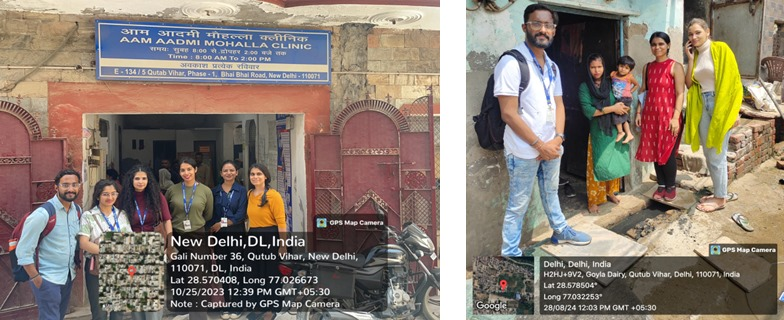 आम आदमी मोहल्ला क्लीनिक
AAM AADMI MOHALLA CLINIC
समय: सुबह 8:00 से दोपहर 2:00 बजे तक
Time : 8:00 AM To 2:00 PM
अवकाश प्रत्येक रविवार
E - 134 / 5 Qutab Vihar, Phase - 1, Bhai Bhai Road, New Delhi - 110071
GPS Map Camera
New Delhi,DL,India
Gali Number 36, Qutub Vihar, New Delhi,
110071, DL, India
Lat 28.570408, Long 77.026673
10/25/2023 12:39 PM GMT+05:30
Note : Captured by GPS Map Camera
GPS Map Camera
Delhi, Delhi, India
H2HJ+9V2, Goyla Dairy, Qutub Vihar, Delhi, 110071, India
Lat 28.578504°
Long 77.032253°
28/08/24 12:03 PM GMT +05:30
Google